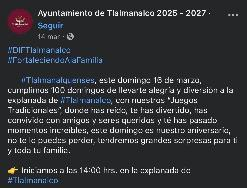 Ayuntamiento de Tlalmanalco 2025 - 2027 ·
Seguir
14 mar ·
#DIFTlalmanalco
#FortaleciendoALaFamilia
#Tlalmanalquenses, este domingo 16 de marzo,
cumplimos 100 domingos de llevarte alegría y diversión a
la explanada de #Tlalmanalco, con nuestros "Juegos
Tradicionales", donde has reído, te has divertido, has
convivido con amigos y seres queridos y té has pasado
momentos increíbles, este domingo es nuestro aniversario,
no te lo puedes perder, tendremos grandes sorpresas para ti
y toda tu familia.
👉 Iniciamos a las 14:00 hrs. en la explanada de
#Tlalmanalco